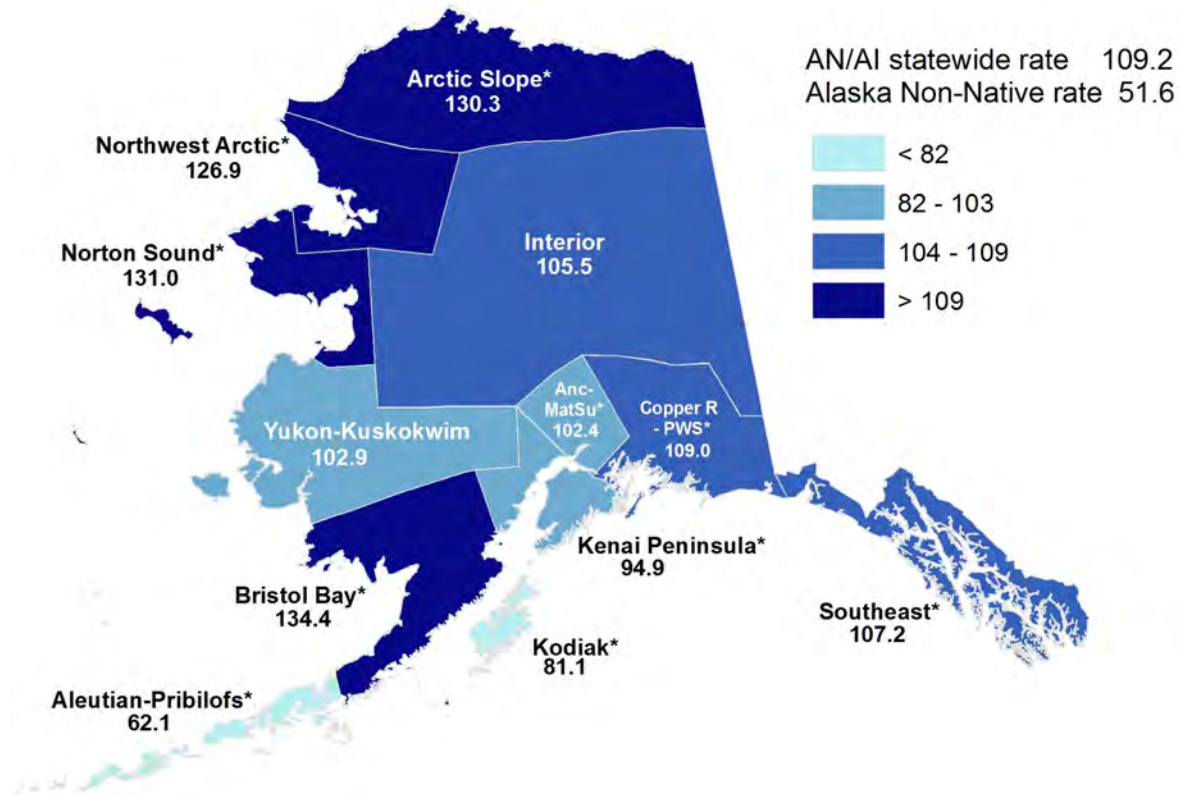 AN/AI statewide rate 109.2
Alaska Non-Native rate 51.6
< 82
82 - 103
104 - 109
> 109
Arctic Slope*
130.3
Northwest Arctic*
126.9
Norton Sound*
131.0
Interior
105.5
Anc-
MatSu*
102.4
Copper R
- PWS*
109.0
Yukon-Kuskokwim
102.9
Kenai Peninsula*
94.9
Bristol Bay*
134.4
Southeast*
107.2
Kodiak*
81.1
Aleutian-Pribilofs*
62.1